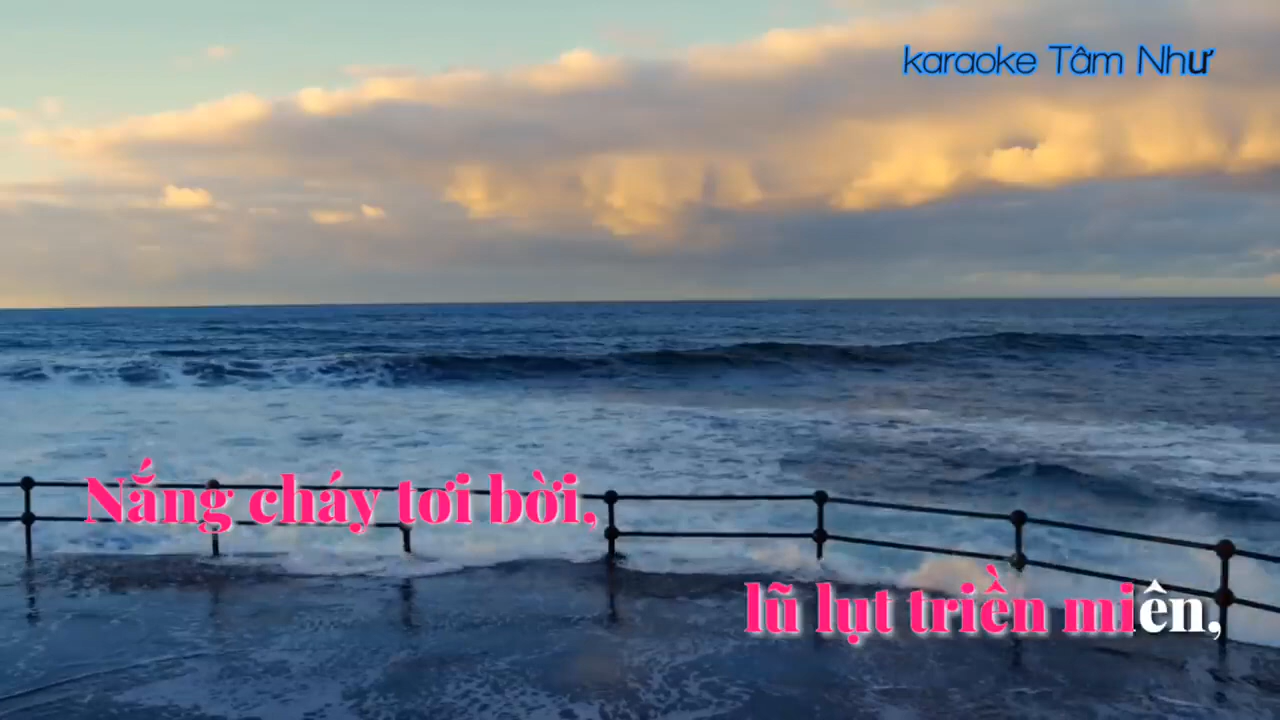 karaoke Tâm Như
Nắng cháy tơi bời,
lũ lụt triền miên,